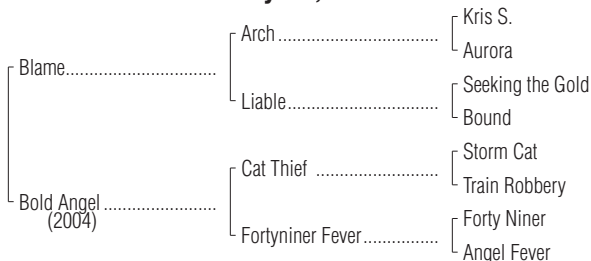 Kris S.
Arch ........................................
Aurora
Blame...............................
Seeking the Gold
Liable......................................
Bound
Storm Cat
Cat Thief ................................
Train Robbery
Bold Angel .......................
(2004)
Forty Niner
Fortyniner Fever...................
Angel Fever